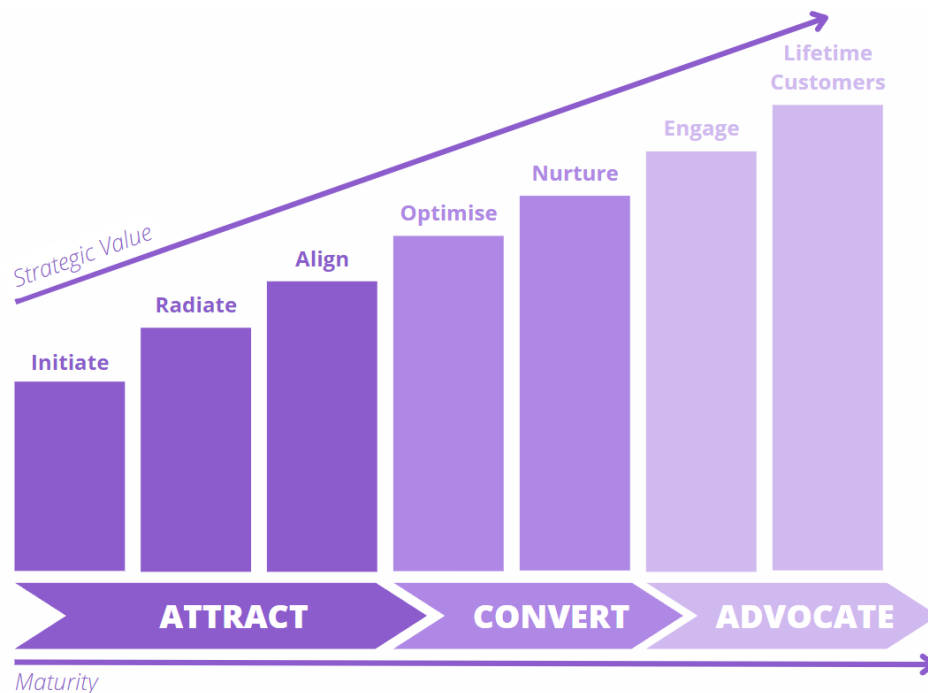 Lifetime
Customers
Engage
Nurture
Optimise
Strategic Value
Align
Radiate
Initiate
ATTRACT
CONVERT
ADVOCATE
Maturity